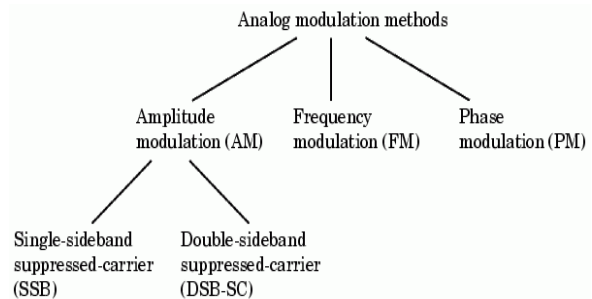 Analog modulation methods
Amplitude
modulation (AM)
Frequency
modulation (FM)
Phase
modulation (PM)
Single-sideband
suppressed-carrier
(SSB)
Double-sideband
suppressed-carrier
(DSB-SC)